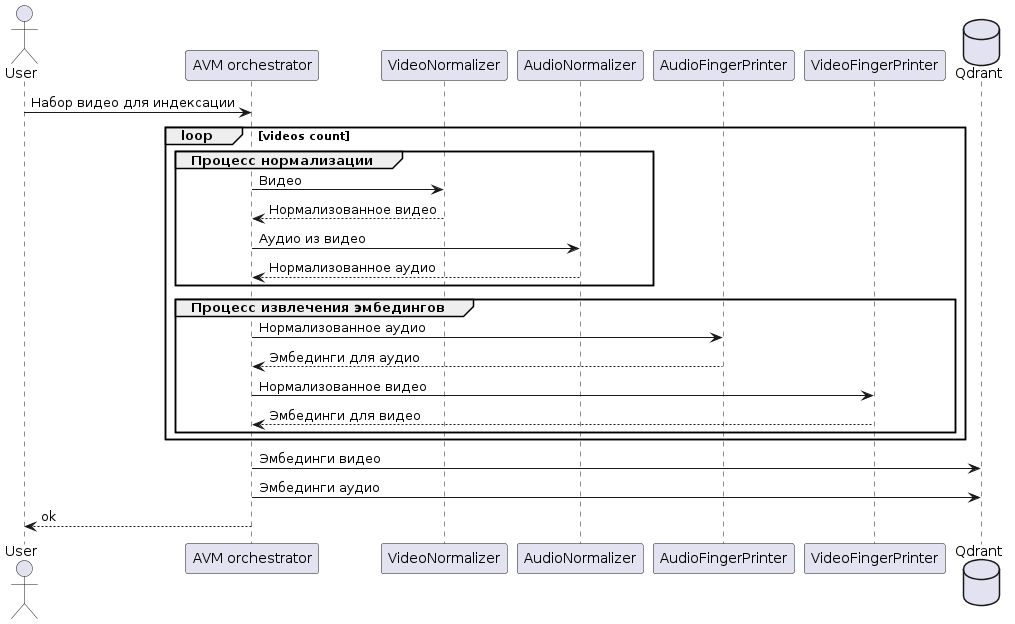 User
AVM orchestrator
VideoNormalizer
AudioNormalizer
AudioFingerPrinter
VideoFingerPrinter
Qdrant
Набор видео для индексации
loop [videos count]
Процесс нормализации
Видео
Нормализованное видео
Аудио из видео
Нормализованное аудио
Процесс извлечения эмбедингов
Нормализованное аудио
Эмбединги для аудио
Нормализованное видео
Эмбединги для видео
Эмбединги видео
Эмбединги аудио
ok
User
AVM orchestrator
VideoNormalizer
AudioNormalizer
AudioFingerPrinter
VideoFingerPrinter
Qdrant